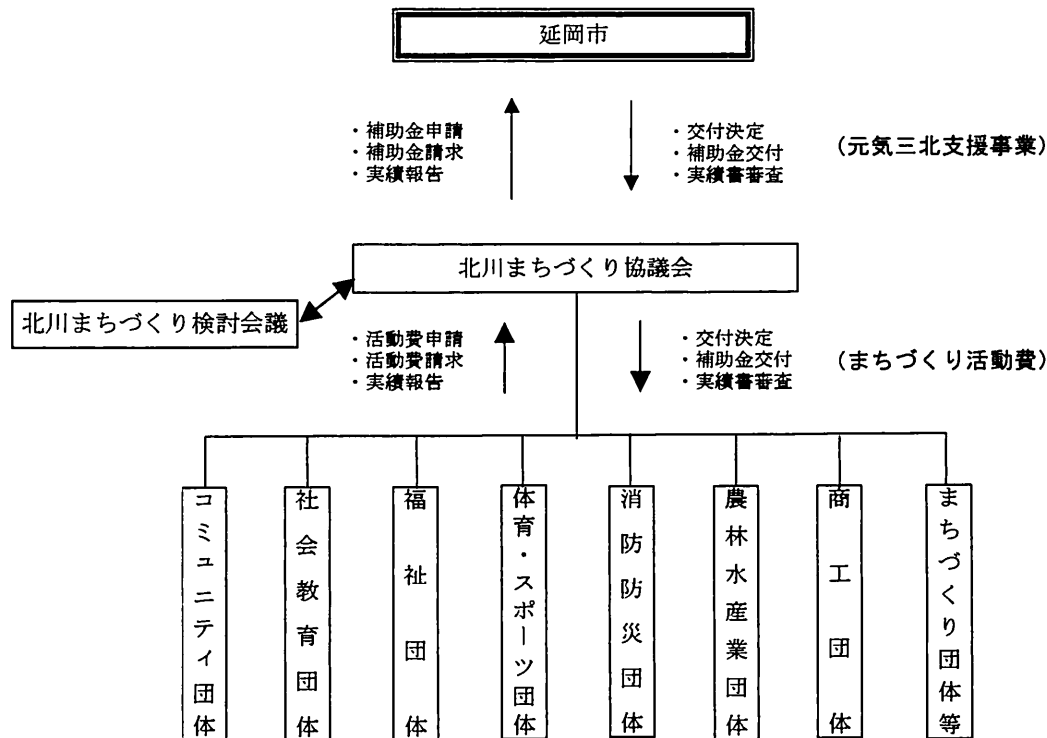 延岡市
・補助金申請
・補助金請求
・実績報告
・交付決定
・補助金交付
・実績書審査
(元気三北支援事業)
北川まちづくり協議会
北川まちづくり検討会議
・活動費申請
・活動費請求
・実績報告
・交付決定
・補助金交付
・実績書審査
(まちづくり活動費)
コミュニティ団体
社会教育団体
福祉団体
体育・スポーツ団体
消防防災団体
農林水産業団体
商工団体
まちづくり団体等